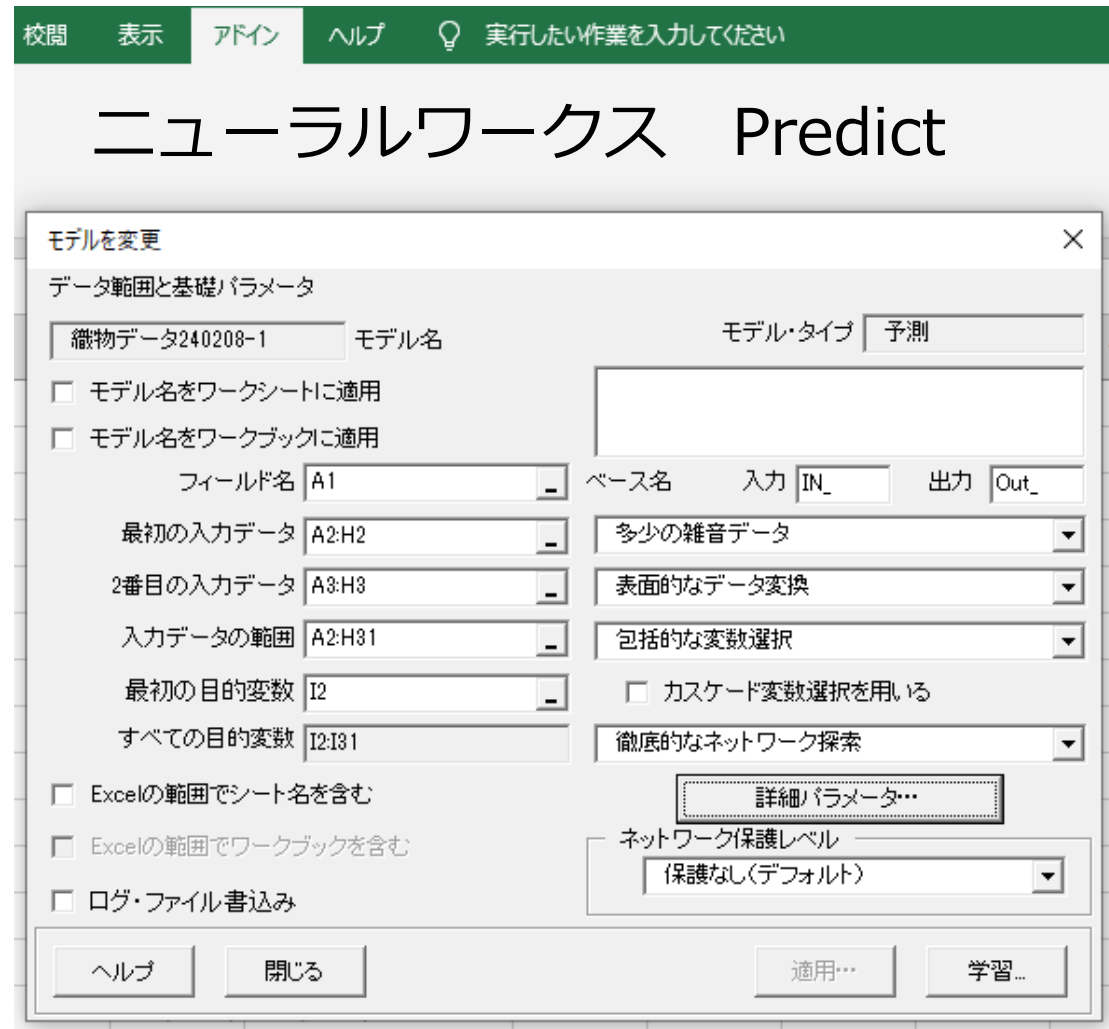 校閲 表示 アドイン ヘルプ 実行したい作業を入力してください
ニューラルワークス Predict
モデルを変更
データ範囲と基礎パラメータ
織物データ240208-1 モデル名 モデル・タイプ 予測
モデル名をワークシートに適用
モデル名をワークブックに適用
フィールド名 A1 ベース名 入力 IN_ 出力 Out_
最初の入力データ A2:H2 多少の雑音データ
2番目の入力データ A3:H3 表面的なデータ変換
入力データの範囲 A2:H31 包括的な変数選択
最初の目的変数 I2 カスケード変数選択を用いる
すべての目的変数 I2:I31 徹底的なネットワーク探索
Excelの範囲でシート名を含む 詳細パラメータ…
Excelの範囲でワークブックを含む ネットワーク保護レベル
保護なし(デフォルト)
ログ・ファイル書込み
ヘルプ 閉じる 適用… 学習...